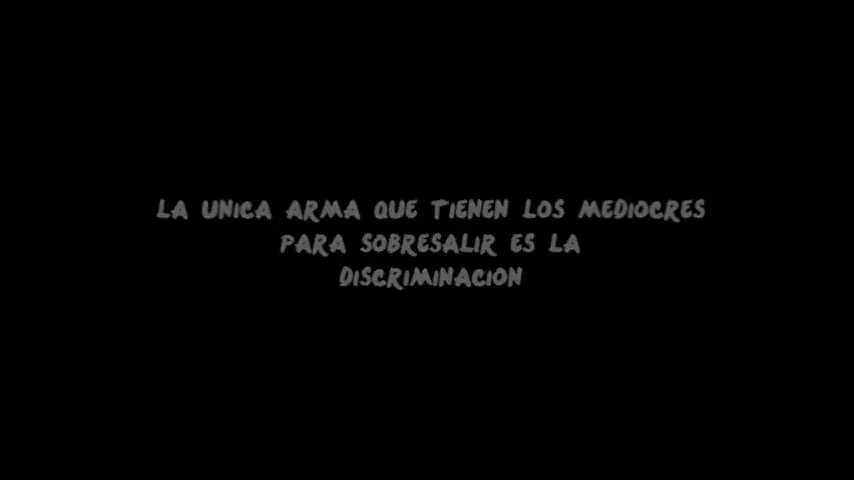 LA UNICA ARMA QUE TIENEN LOS MEDIOCRES
PARA SOBRESALIR ES LA
DISCRIMINACION